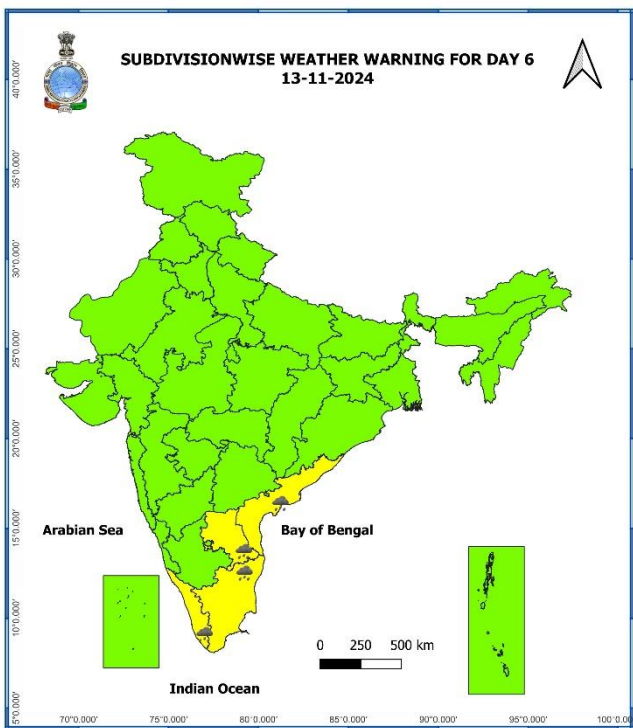 SUBDIVISIONWISE WEATHER WARNING FOR DAY 6
13-11-2024
40°0.000'
35°0.000'
30°0.000'
25°0.000'
20°0.000'
15°0.000'
10°0.000'
5°0.000'
Arabian Sea
Bay of Bengal
0 250 500 km
Indian Ocean
70°0.000' 75°0.000' 80°0.000' 85°0.000' 90°0.000' 95°0.000' 100°0.0